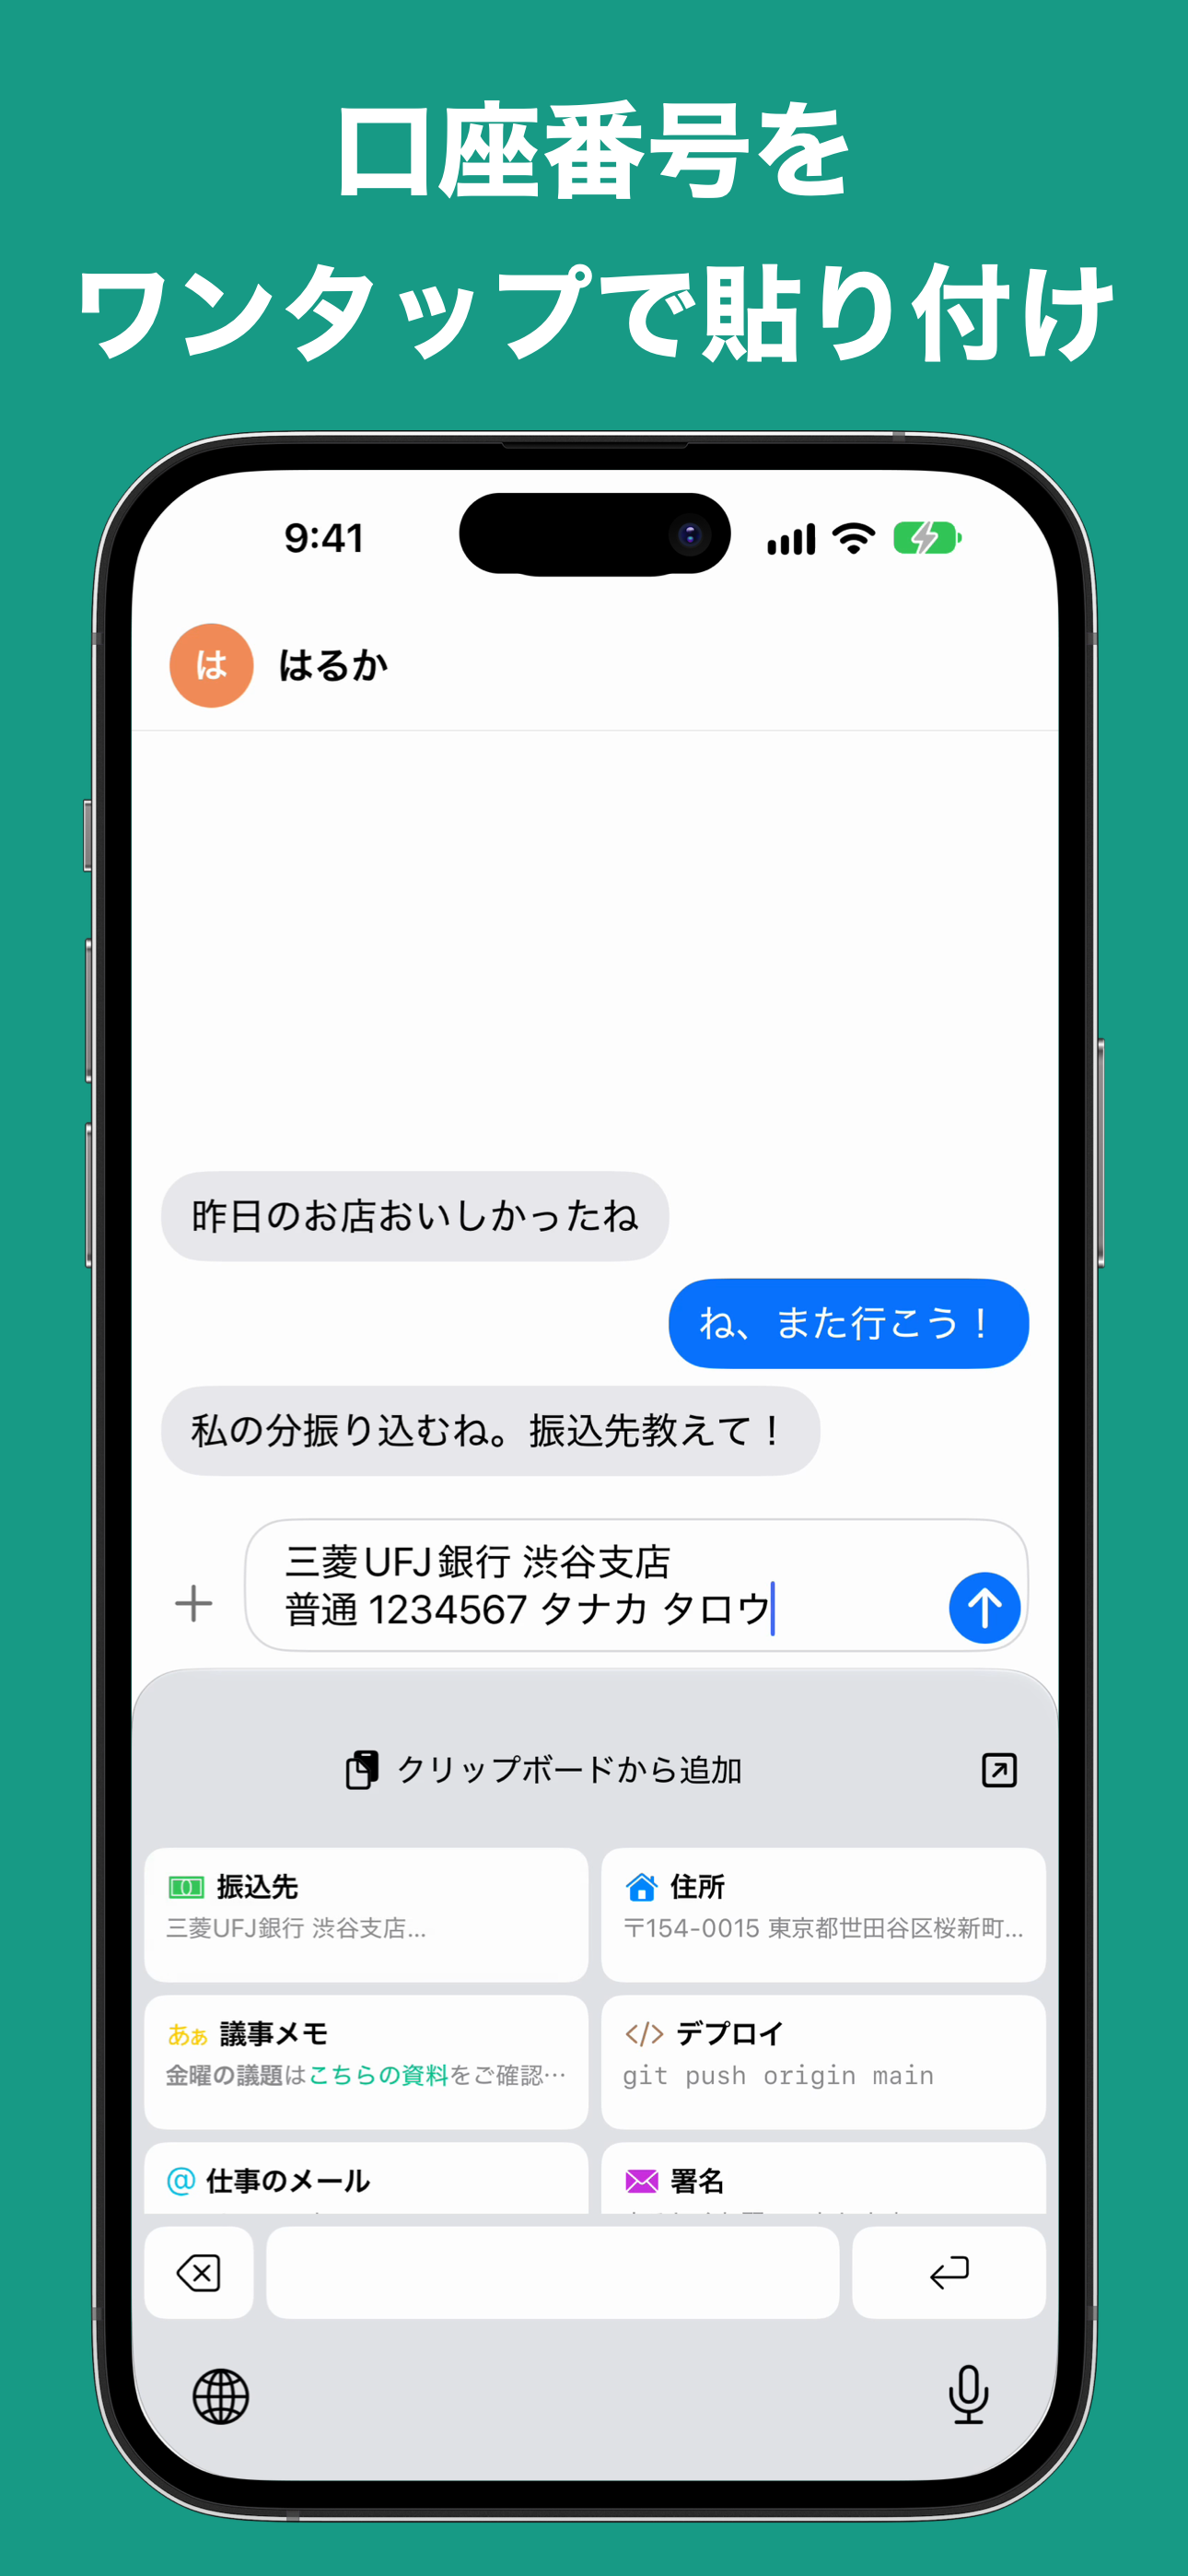 口座番号を
ワンタップで貼り付け
9:41
は はるか
昨日のお店おいしかったね
ね、また行こう！
私の分振り込むね。振込先教えて！
三菱UFJ銀行 渋谷支店
普通 1234567 タナカ タロウ
クリップボードから追加
振込先
三菱UFJ銀行 渋谷支店...
住所
〒154-0015 東京都世田谷区桜新町...
あぁ 議事メモ
金曜の議題はこちらの資料をご確認…
</> デプロイ
git push origin main
@ 仕事のメール
署名